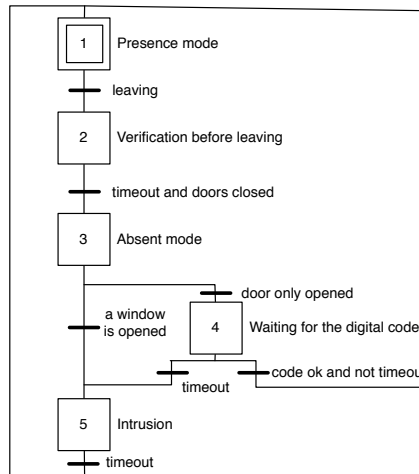 1
Presence mode
leaving
2
Verification before leaving
timeout and doors closed
3
Absent mode
door only opened
a window
is opened
4
Waiting for the digital code
timeout
code ok and not timeout
5
Intrusion
timeout